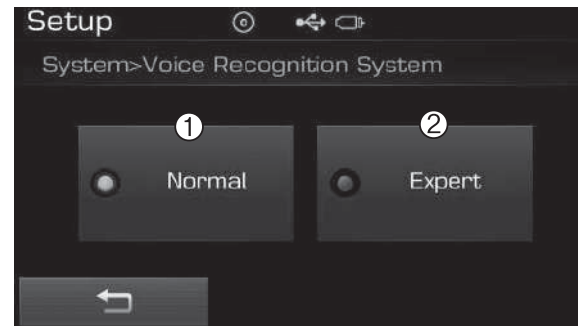 Setup
System>Voice Recognition System
① ②
Normal Expert